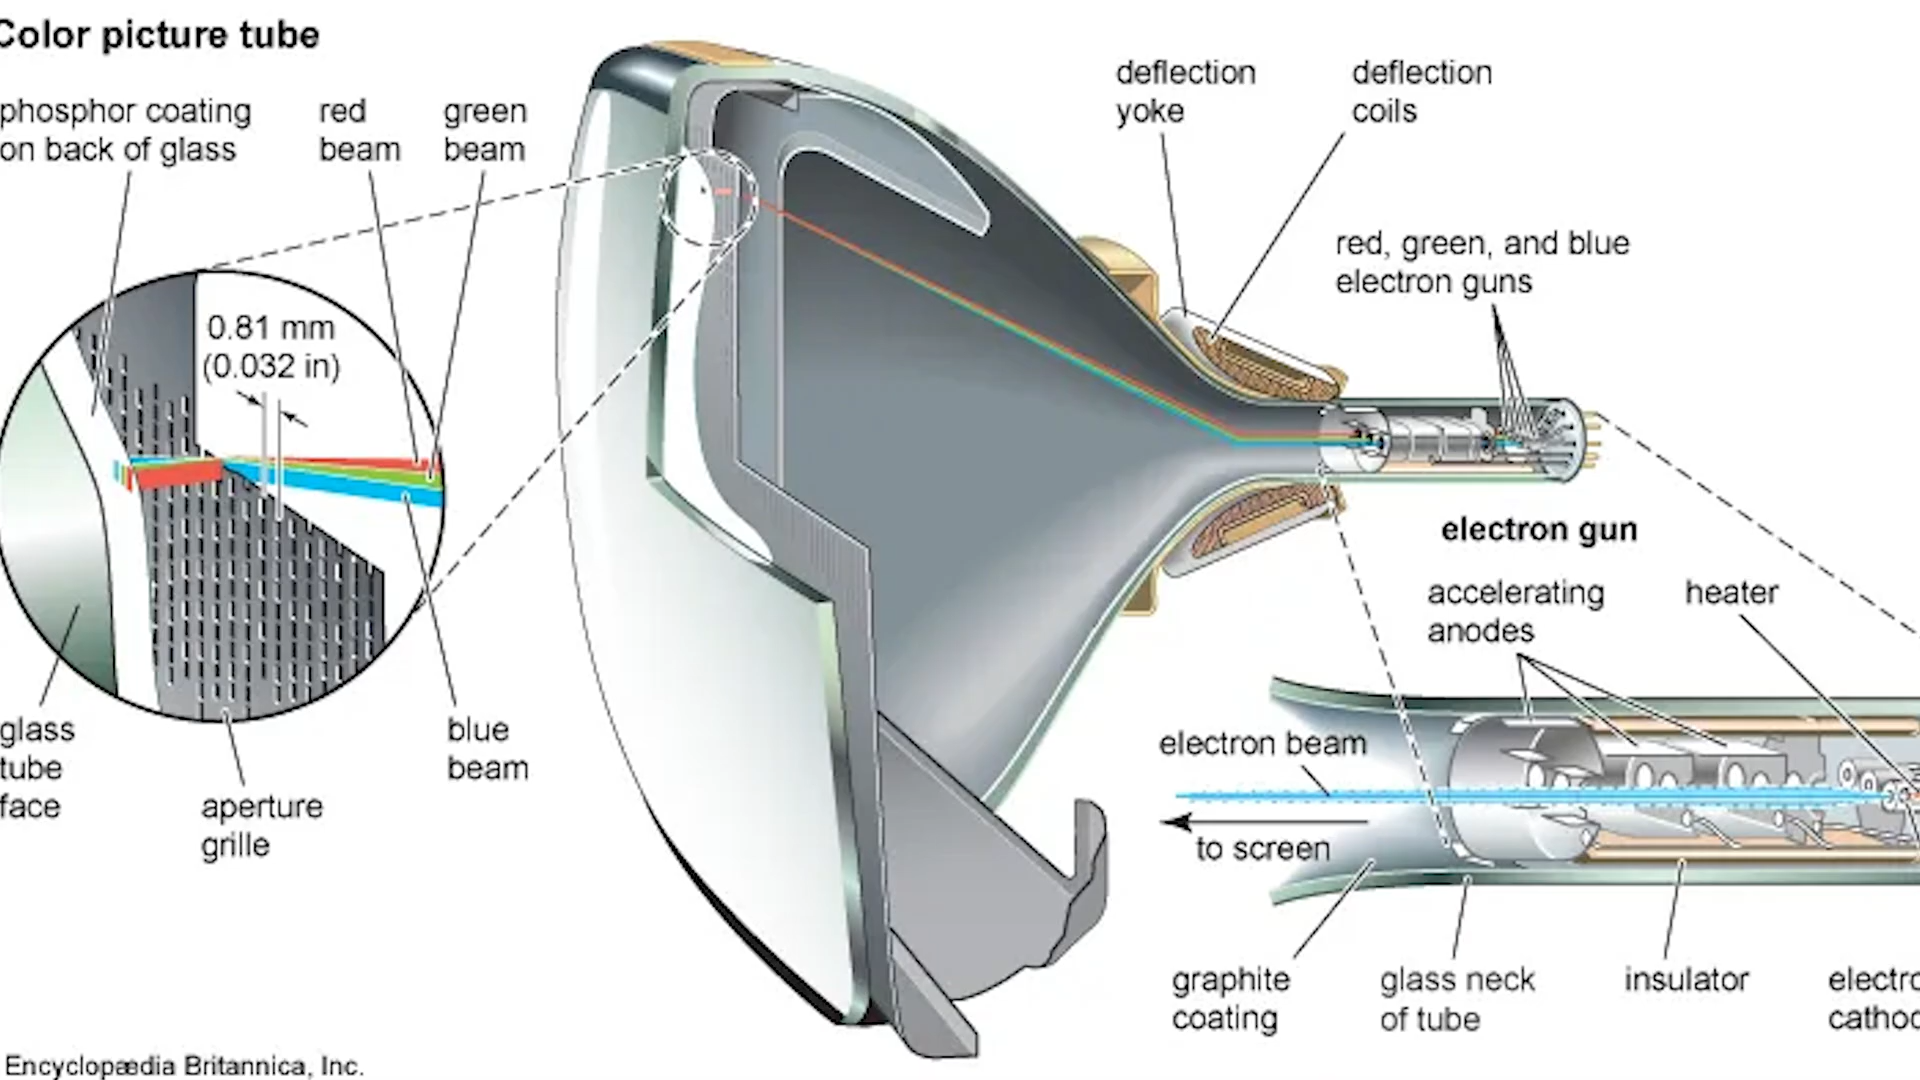 Color picture tube
phosphor coating
on back of glass
red
beam
green
beam
deflection
yoke
deflection
coils
red, green, and blue
electron guns
0.81 mm
(0.032 in)
electron gun
accelerating
anodes
heater
glass
tube
face
aperture
grille
blue
beam
electron beam
to screen
graphite
coating
glass neck
of tube
insulator
Encyclopædia Britannica, Inc.